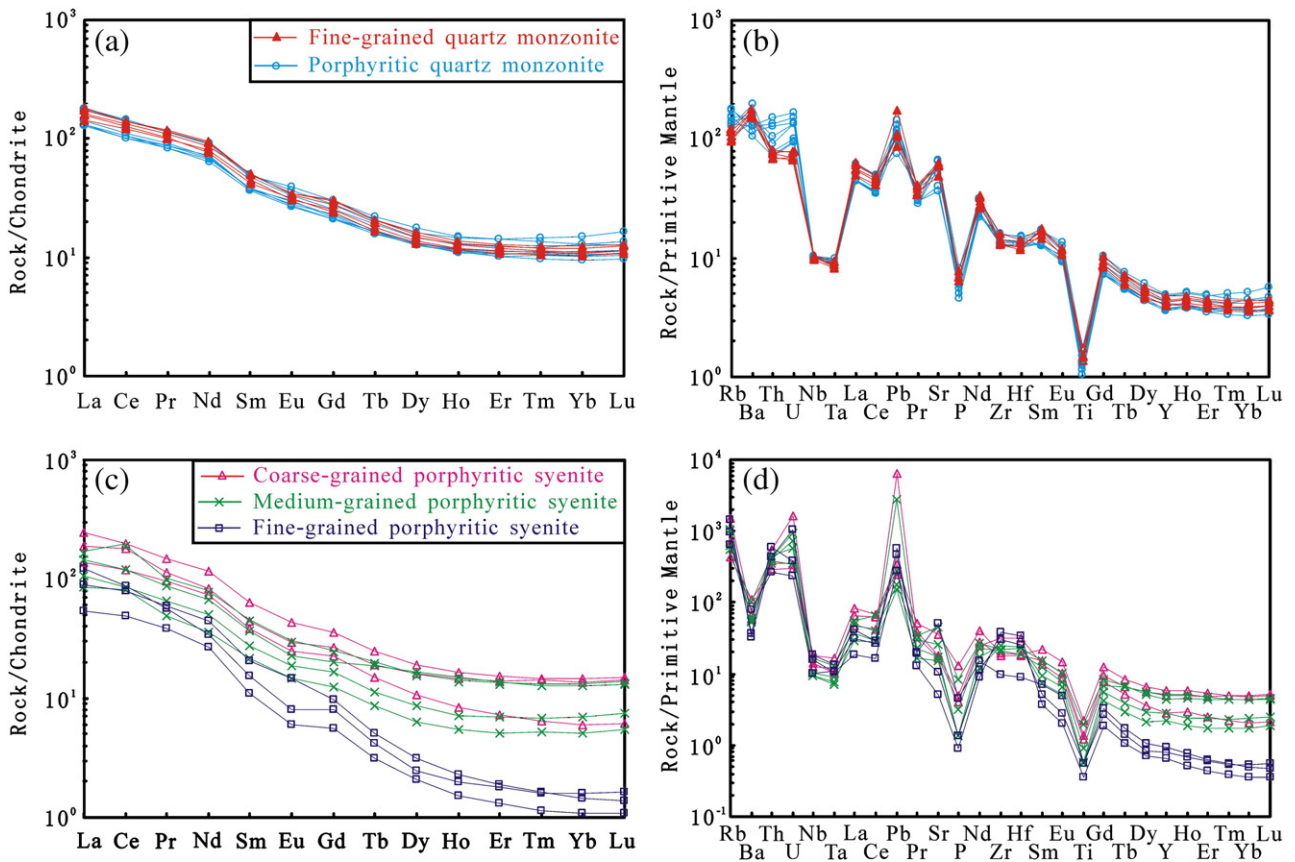 (a)
Fine-grained quartz monzonite
Porphyritic quartz monzonite
Rock/Chondrite
10³
10²
10¹
10⁰
La Ce Pr Nd Sm Eu Gd Tb Dy Ho Er Tm Yb Lu
(b)
Rock/Primitive Mantle
10³
10²
10¹
10⁰
Rb Th Nb La Pb Sr Nd Hf Eu Gd Dy Ho Tm Lu
Ba U Ta Ce Pr P Zr Sm Ti Tb Y Er Yb
(c)
Coarse-grained porphyritic syenite
Medium-grained porphyritic syenite
Fine-grained porphyritic syenite
Rock/Chondrite
10³
10²
10¹
10⁰
La Ce Pr Nd Sm Eu Gd Tb Dy Ho Er Tm Yb Lu
(d)
Rock/Primitive Mantle
10⁴
10³
10²
10¹
10⁰
10⁻¹
Rb Th Nb La Pb Sr Nd Hf Eu Gd Dy Ho Tm Lu
Ba U Ta Ce Pr P Zr Sm Ti Tb Y Er Yb